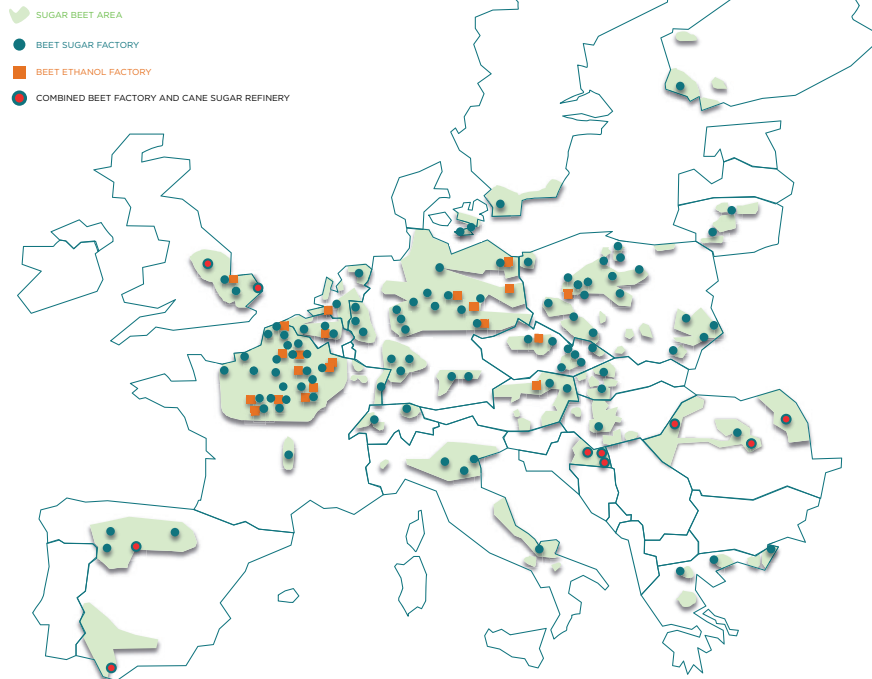 SUGAR BEET AREA
BEET SUGAR FACTORY
BEET ETHANOL FACTORY
COMBINED BEET FACTORY AND CANE SUGAR REFINERY